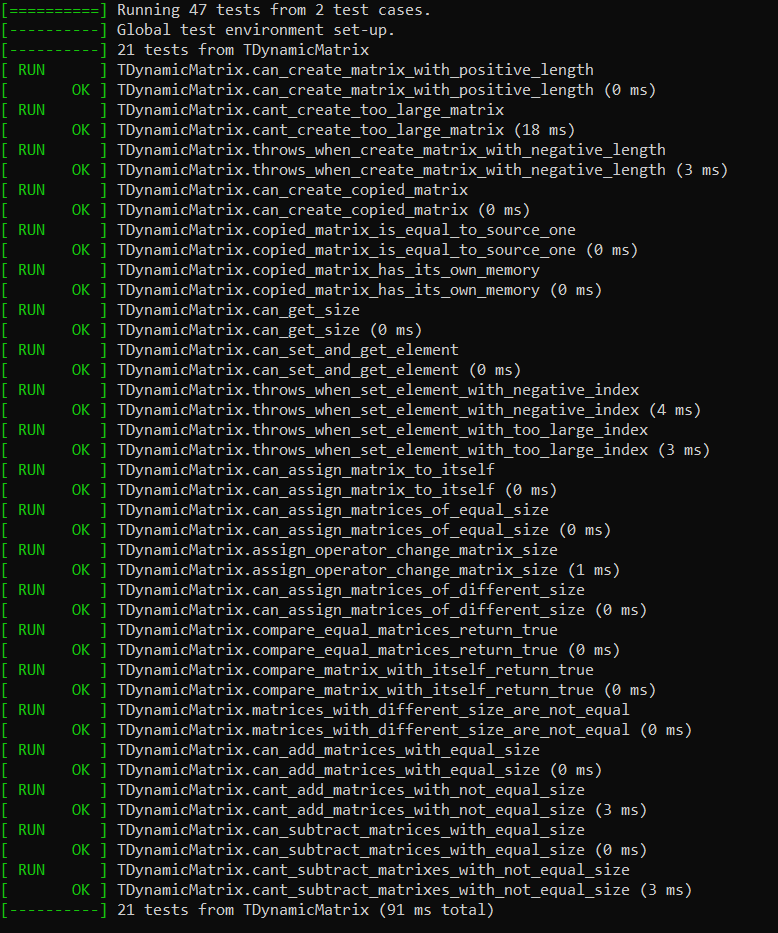 [==========] Running 47 tests from 2 test cases.
[----------] Global test environment set-up.
[----------] 21 tests from TDynamicMatrix
[ RUN      ] TDynamicMatrix.can_create_matrix_with_positive_length
[       OK ] TDynamicMatrix.can_create_matrix_with_positive_length (0 ms)
[ RUN      ] TDynamicMatrix.cant_create_too_large_matrix
[       OK ] TDynamicMatrix.cant_create_too_large_matrix (18 ms)
[ RUN      ] TDynamicMatrix.throws_when_create_matrix_with_negative_length
[       OK ] TDynamicMatrix.throws_when_create_matrix_with_negative_length (3 ms)
[ RUN      ] TDynamicMatrix.can_create_copied_matrix
[       OK ] TDynamicMatrix.can_create_copied_matrix (0 ms)
[ RUN      ] TDynamicMatrix.copied_matrix_is_equal_to_source_one
[       OK ] TDynamicMatrix.copied_matrix_is_equal_to_source_one (0 ms)
[ RUN      ] TDynamicMatrix.copied_matrix_has_its_own_memory
[       OK ] TDynamicMatrix.copied_matrix_has_its_own_memory (0 ms)
[ RUN      ] TDynamicMatrix.can_get_size
[       OK ] TDynamicMatrix.can_get_size (0 ms)
[ RUN      ] TDynamicMatrix.can_set_and_get_element
[       OK ] TDynamicMatrix.can_set_and_get_element (0 ms)
[ RUN      ] TDynamicMatrix.throws_when_set_element_with_negative_index
[       OK ] TDynamicMatrix.throws_when_set_element_with_negative_index (4 ms)
[ RUN      ] TDynamicMatrix.throws_when_set_element_with_too_large_index
[       OK ] TDynamicMatrix.throws_when_set_element_with_too_large_index (3 ms)
[ RUN      ] TDynamicMatrix.can_assign_matrix_to_itself
[       OK ] TDynamicMatrix.can_assign_matrix_to_itself (0 ms)
[ RUN      ] TDynamicMatrix.can_assign_matrices_of_equal_size
[       OK ] TDynamicMatrix.can_assign_matrices_of_equal_size (0 ms)
[ RUN      ] TDynamicMatrix.assign_operator_change_matrix_size
[       OK ] TDynamicMatrix.assign_operator_change_matrix_size (1 ms)
[ RUN      ] TDynamicMatrix.can_assign_matrices_of_different_size
[       OK ] TDynamicMatrix.can_assign_matrices_of_different_size (0 ms)
[ RUN      ] TDynamicMatrix.compare_equal_matrices_return_true
[       OK ] TDynamicMatrix.compare_equal_matrices_return_true (0 ms)
[ RUN      ] TDynamicMatrix.compare_matrix_with_itself_return_true
[       OK ] TDynamicMatrix.compare_matrix_with_itself_return_true (0 ms)
[ RUN      ] TDynamicMatrix.matrices_with_different_size_are_not_equal
[       OK ] TDynamicMatrix.matrices_with_different_size_are_not_equal (0 ms)
[ RUN      ] TDynamicMatrix.can_add_matrices_with_equal_size
[       OK ] TDynamicMatrix.can_add_matrices_with_equal_size (0 ms)
[ RUN      ] TDynamicMatrix.cant_add_matrices_with_not_equal_size
[       OK ] TDynamicMatrix.cant_add_matrices_with_not_equal_size (3 ms)
[ RUN      ] TDynamicMatrix.can_subtract_matrices_with_equal_size
[       OK ] TDynamicMatrix.can_subtract_matrices_with_equal_size (0 ms)
[ RUN      ] TDynamicMatrix.cant_subtract_matrixes_with_not_equal_size
[       OK ] TDynamicMatrix.cant_subtract_matrixes_with_not_equal_size (3 ms)
[----------] 21 tests from TDynamicMatrix (91 ms total)